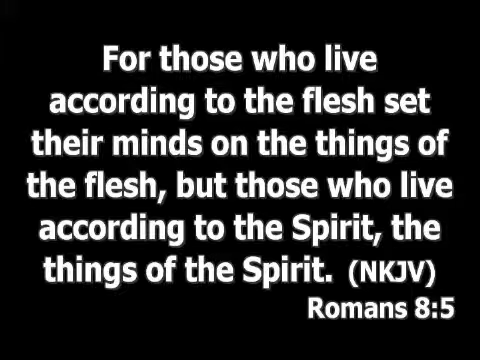 For those who live
according to the flesh set
their minds on the things of
the flesh, but those who live
according to the Spirit, the
things of the Spirit. (NKJV)
Romans 8:5